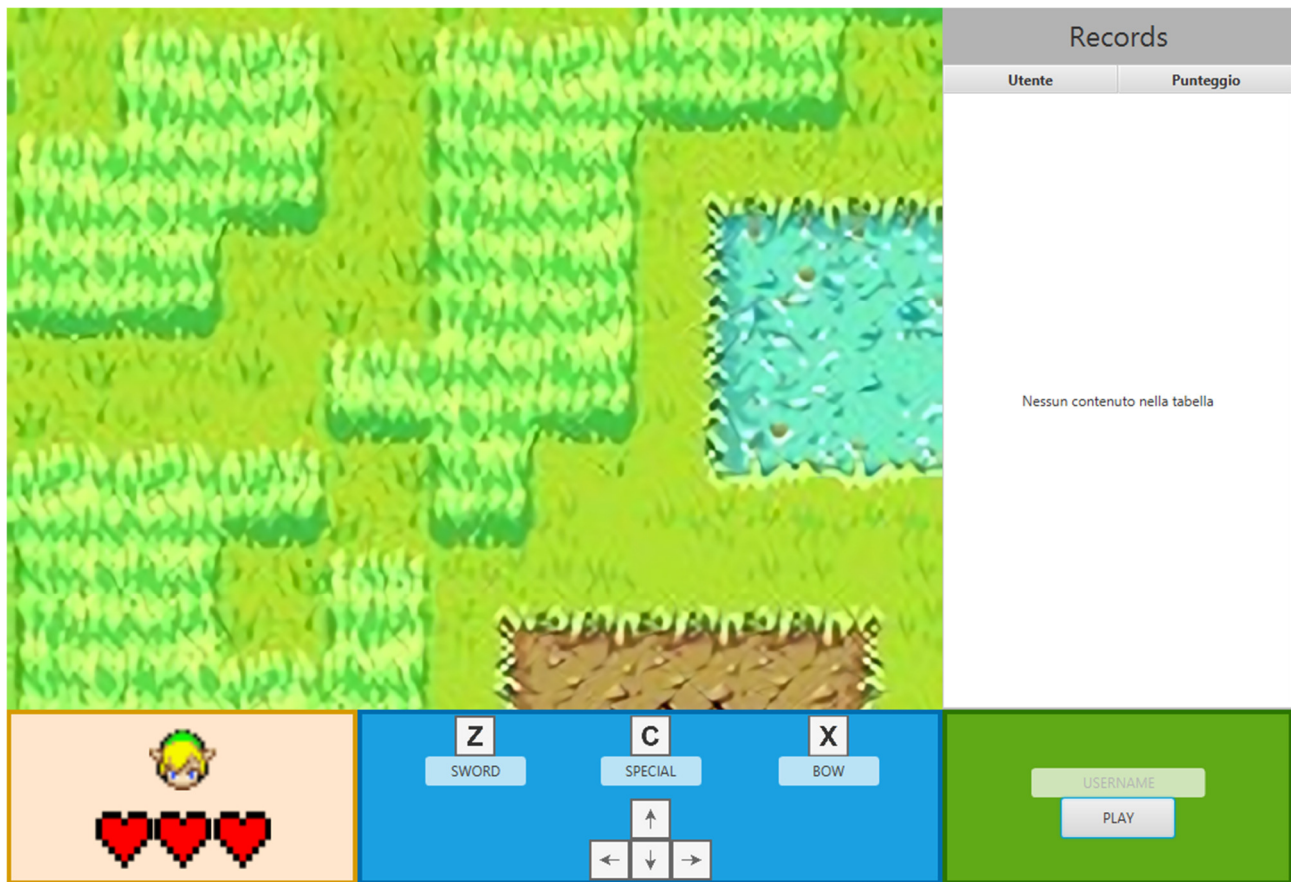 Records
Utente Punteggio
Nessun contenuto nella tabella
Z C X
SWORD SPECIAL BOW
USERNAME
PLAY
↑
← ↓ →